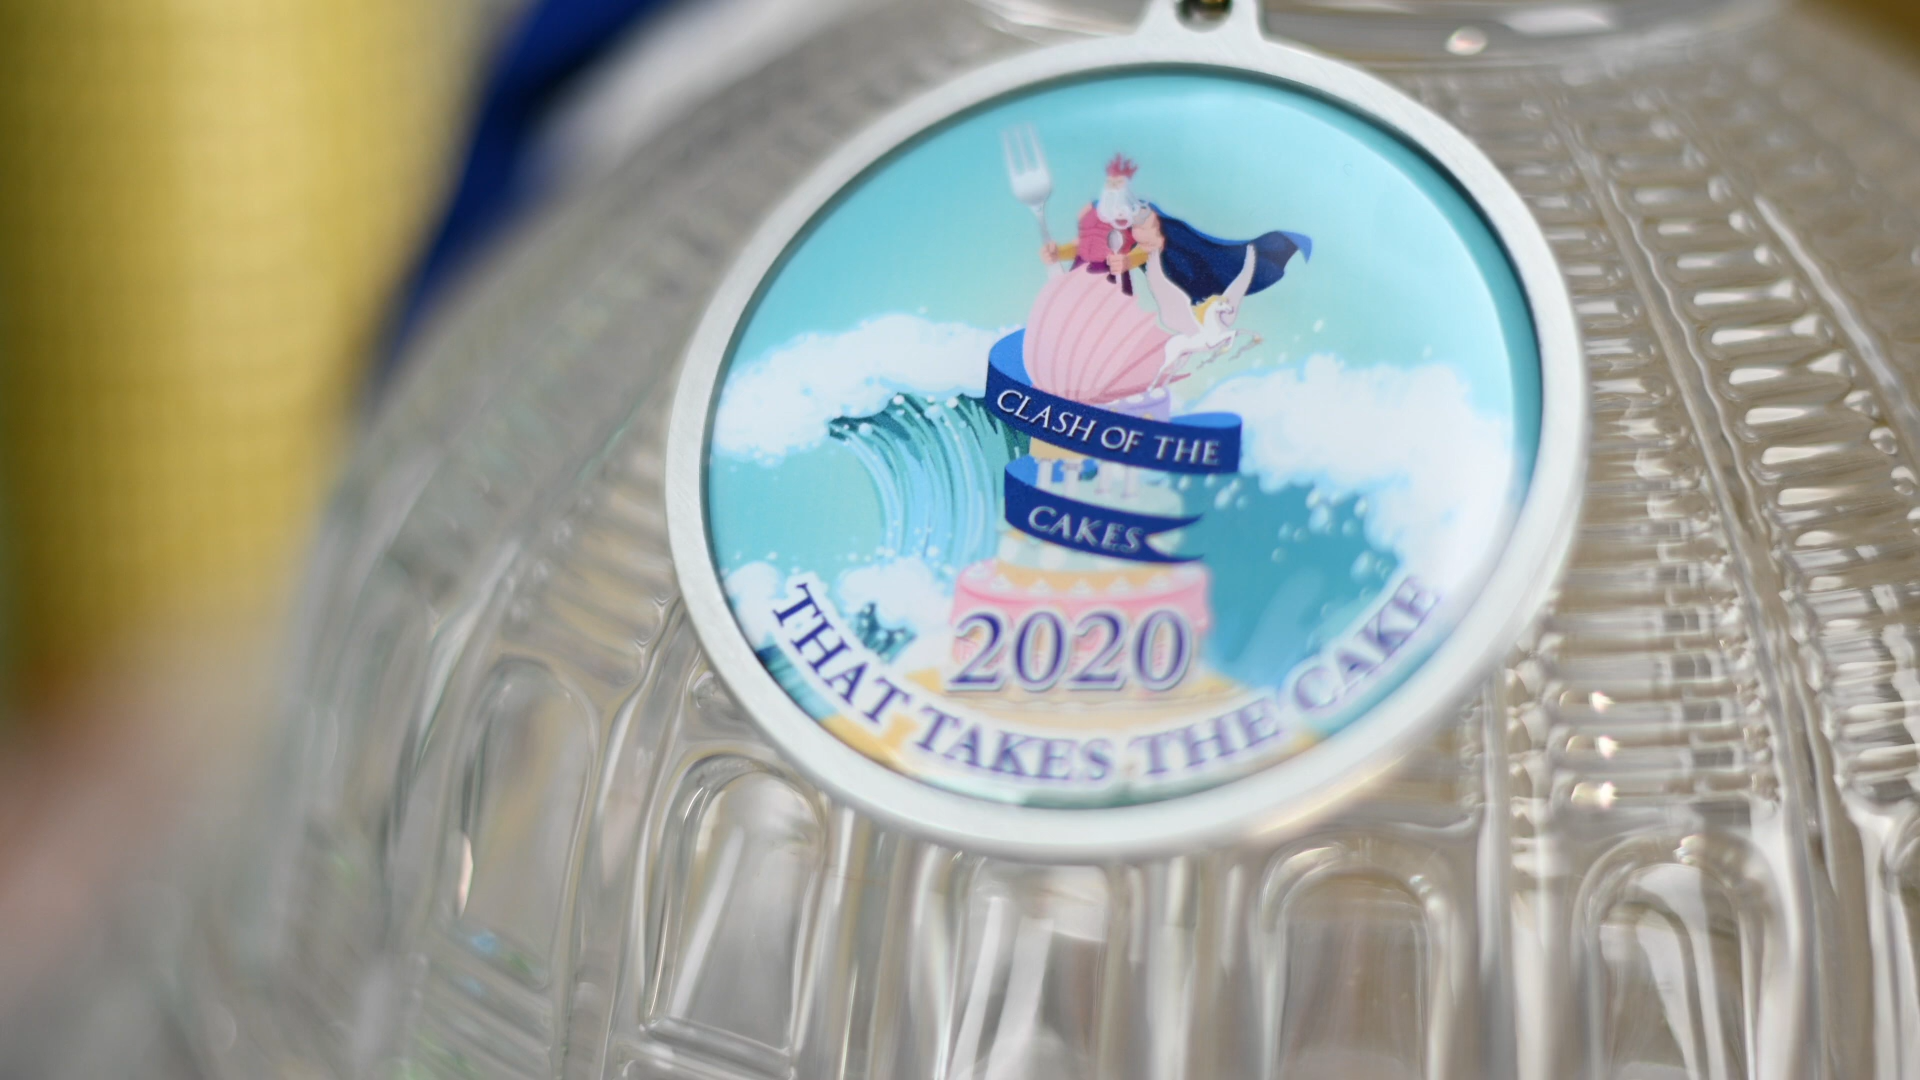 CLASH OF THE
CAKES
2020
THAT TAKES THE CAKE